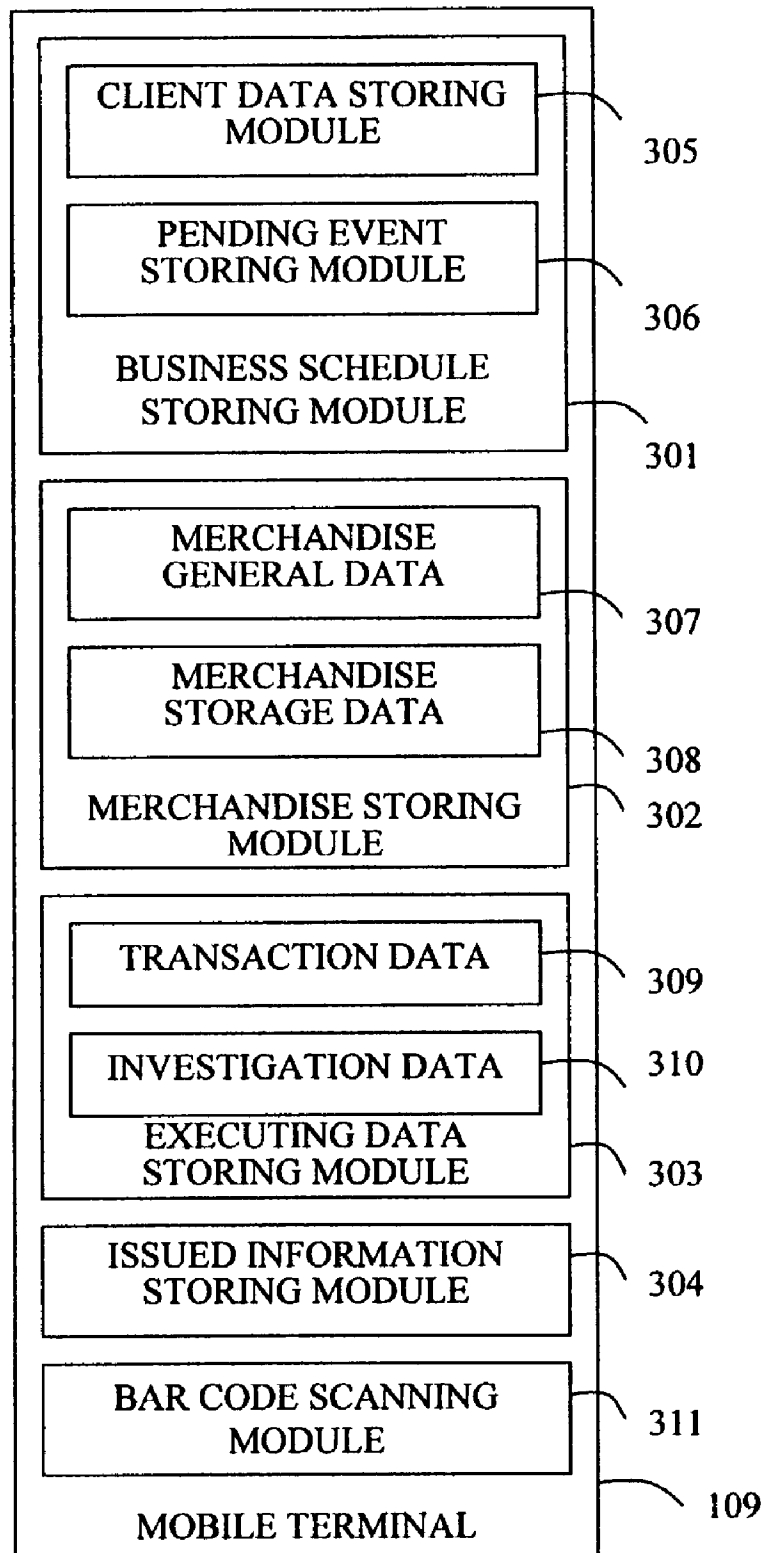 CLIENT DATA STORING
MODULE
305
PENDING EVENT
STORING MODULE
306
BUSINESS SCHEDULE
STORING MODULE
301
MERCHANDISE
GENERAL DATA
307
MERCHANDISE
STORAGE DATA
308
MERCHANDISE STORING
MODULE
302
TRANSACTION DATA
309
INVESTIGATION DATA
310
EXECUTING DATA
STORING MODULE
303
ISSUED INFORMATION
STORING MODULE
304
BAR CODE SCANNING
MODULE
311
MOBILE TERMINAL
109